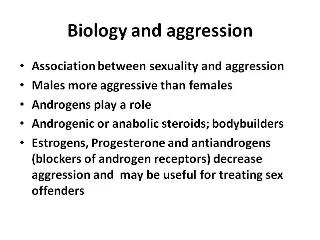 Biology and aggression
• Association between sexuality and aggression
• Males more aggressive than females
• Androgens play a role
• Androgenic or anabolic steroids; bodybuilders
• Estrogens, Progesterone and antiandrogens
(blockers of androgen receptors) decrease
aggression and may be useful for treating sex
offenders